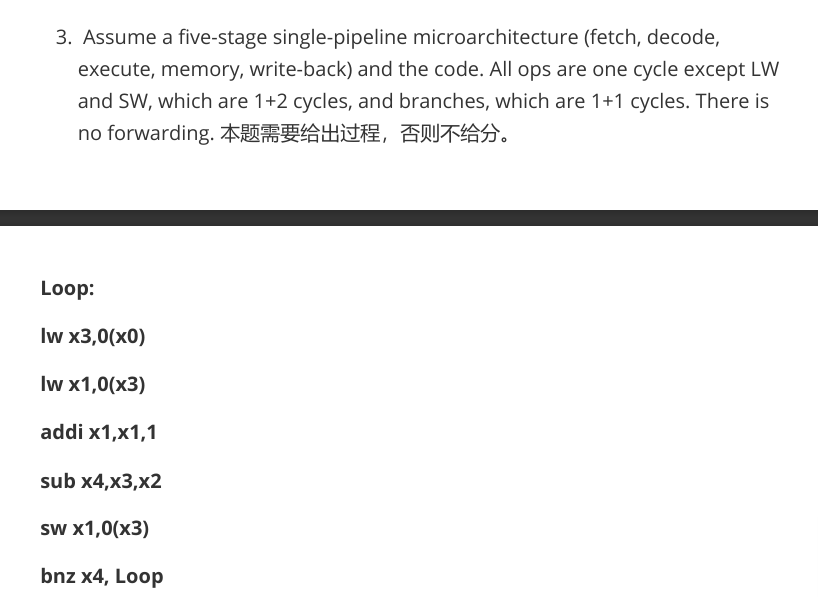 3. Assume a five-stage single-pipeline microarchitecture (fetch, decode,
execute, memory, write-back) and the code. All ops are one cycle except LW
and SW, which are 1+2 cycles, and branches, which are 1+1 cycles. There is
no forwarding. 本题需要给出过程，否则不给分。
Loop:
lw x3,0(x0)
lw x1,0(x3)
addi x1,x1,1
sub x4,x3,x2
sw x1,0(x3)
bnz x4, Loop